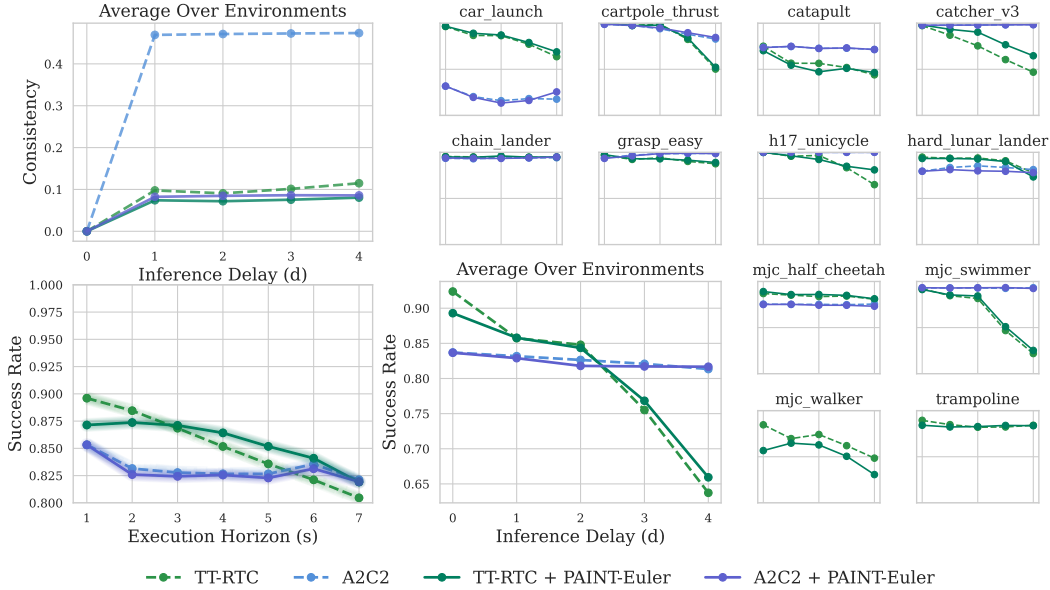 Average Over Environments
Consistency
0.4
0.3
0.2
0.1
0.0
0 1 2 3 4
Inference Delay (d)
car_launch
cartpole_thrust
catapult
catcher_v3
chain_lander
grasp_easy
h17_unicycle
hard_lunar_lander
Success Rate
1.000
0.975
0.950
0.925
0.900
0.875
0.850
0.825
0.800
1 2 3 4 5 6 7
Execution Horizon (s)
Average Over Environments
Success Rate
0.90
0.85
0.80
0.75
0.70
0.65
0 1 2 3 4
Inference Delay (d)
mjc_half_cheetah
mjc_swimmer
mjc_walker
trampoline
TT-RTC
A2C2
TT-RTC + PAINT-Euler
A2C2 + PAINT-Euler